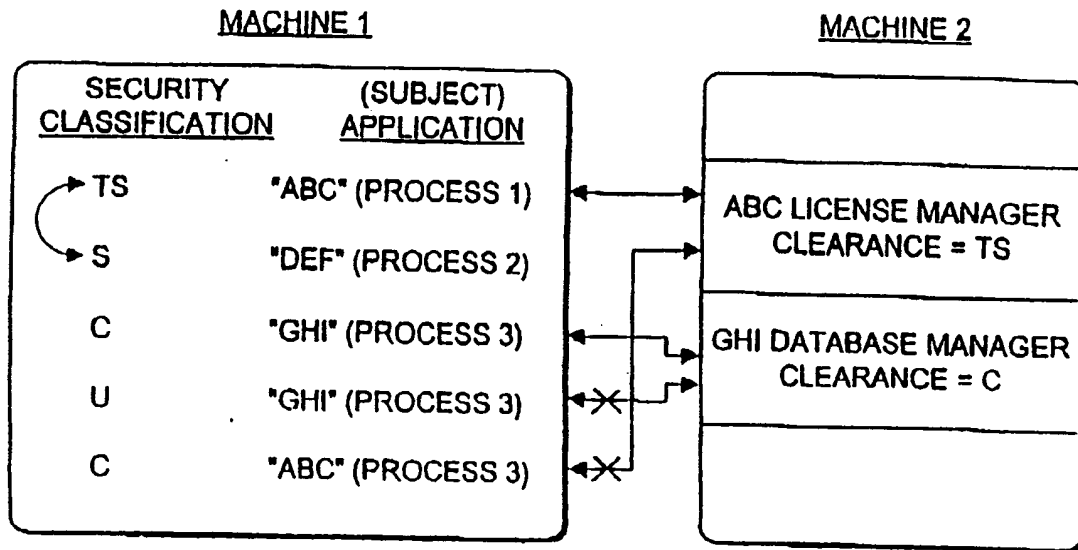 MACHINE 1
MACHINE 2
SECURITY CLASSIFICATION
(SUBJECT) APPLICATION
TS "ABC" (PROCESS 1)
S "DEF" (PROCESS 2)
C "GHI" (PROCESS 3)
U "GHI" (PROCESS 3)
C "ABC" (PROCESS 3)
ABC LICENSE MANAGER
CLEARANCE = TS
GHI DATABASE MANAGER
CLEARANCE = C